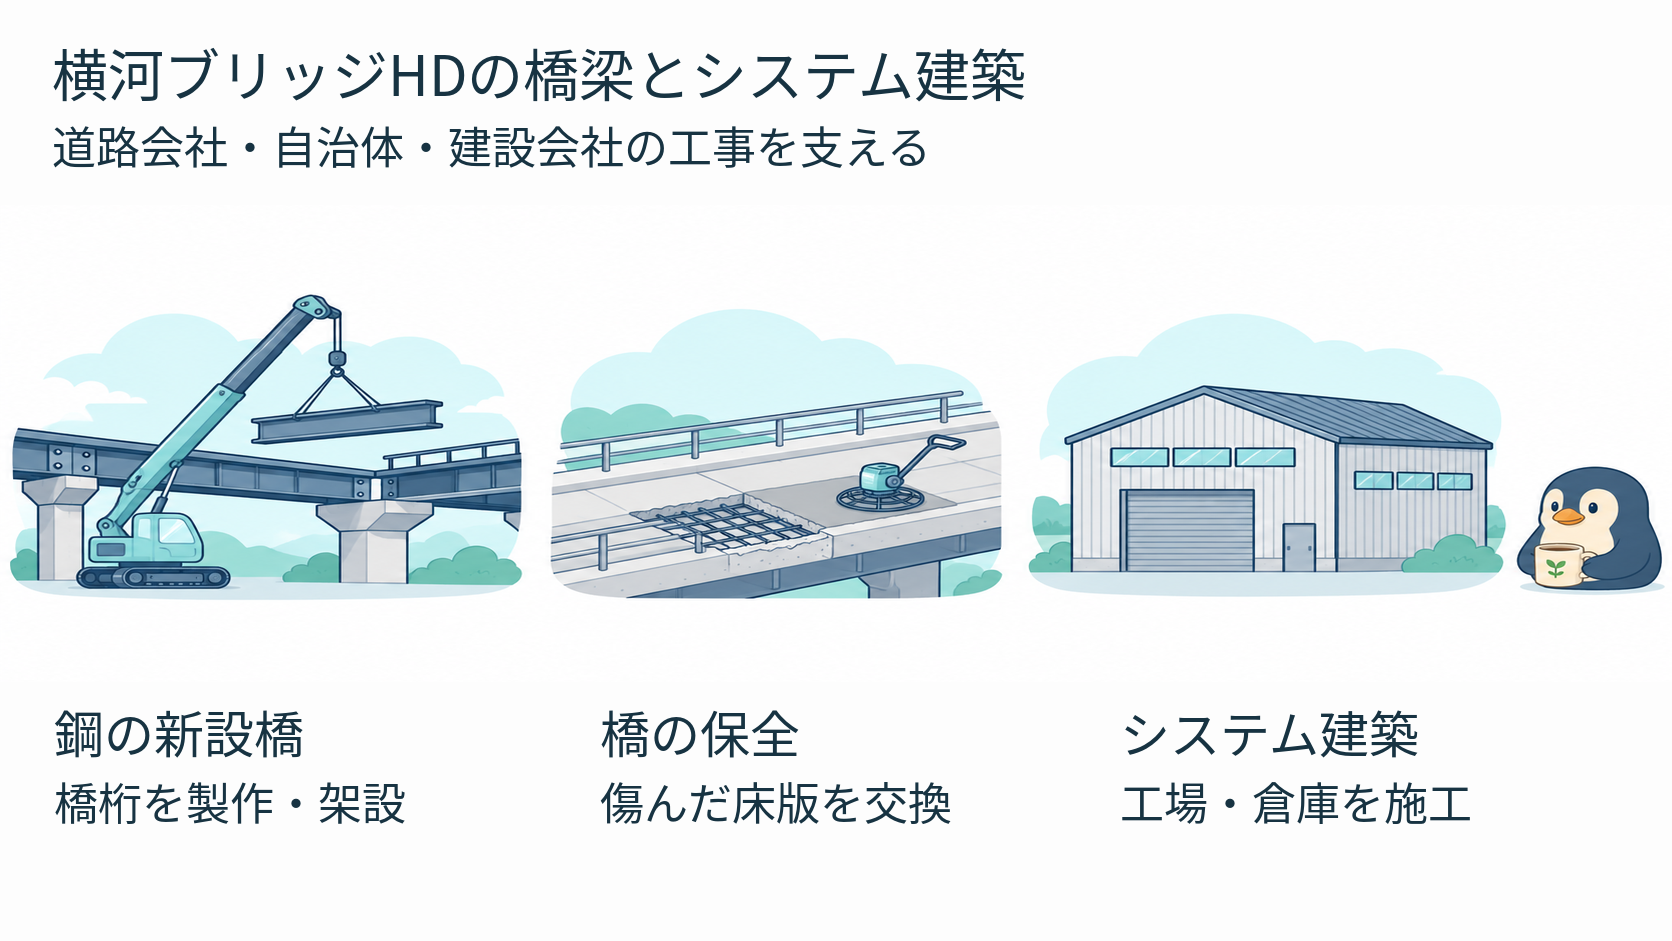 横河ブリッジHDの橋梁とシステム建築
道路会社・自治体・建設会社の工事を支える
鋼の新設橋
橋桁を製作・架設
橋の保全
傷んだ床版を交換
システム建築
工場・倉庫を施工